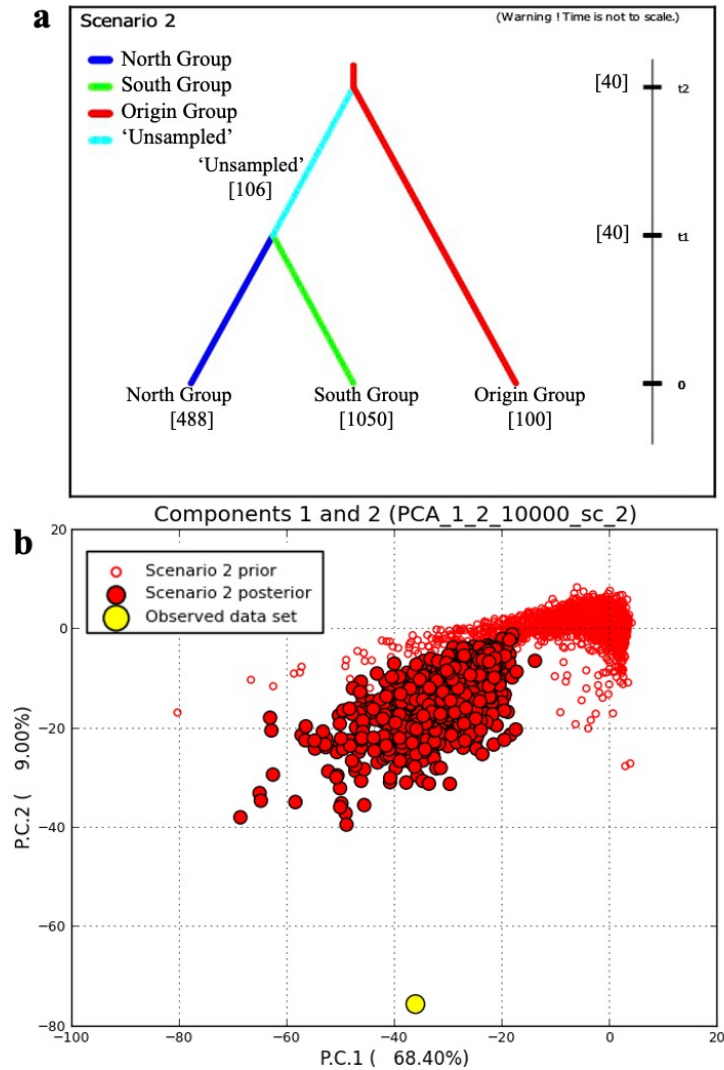 a
Scenario 2
(Warning ! Time is not to scale.)
North Group
South Group
Origin Group
‘Unsampled’
‘Unsampled’
[106]
[40]
t2
[40]
t1
0
North Group
[488]
South Group
[1050]
Origin Group
[100]
b
Components 1 and 2 (PCA_1_2_10000_sc_2)
Scenario 2 prior
Scenario 2 posterior
Observed data set
20
0
−20
−40
−60
−80
P.C.2 ( 9.00%)
−100
−80
−60
−40
−20
0
20
P.C.1 ( 68.40%)